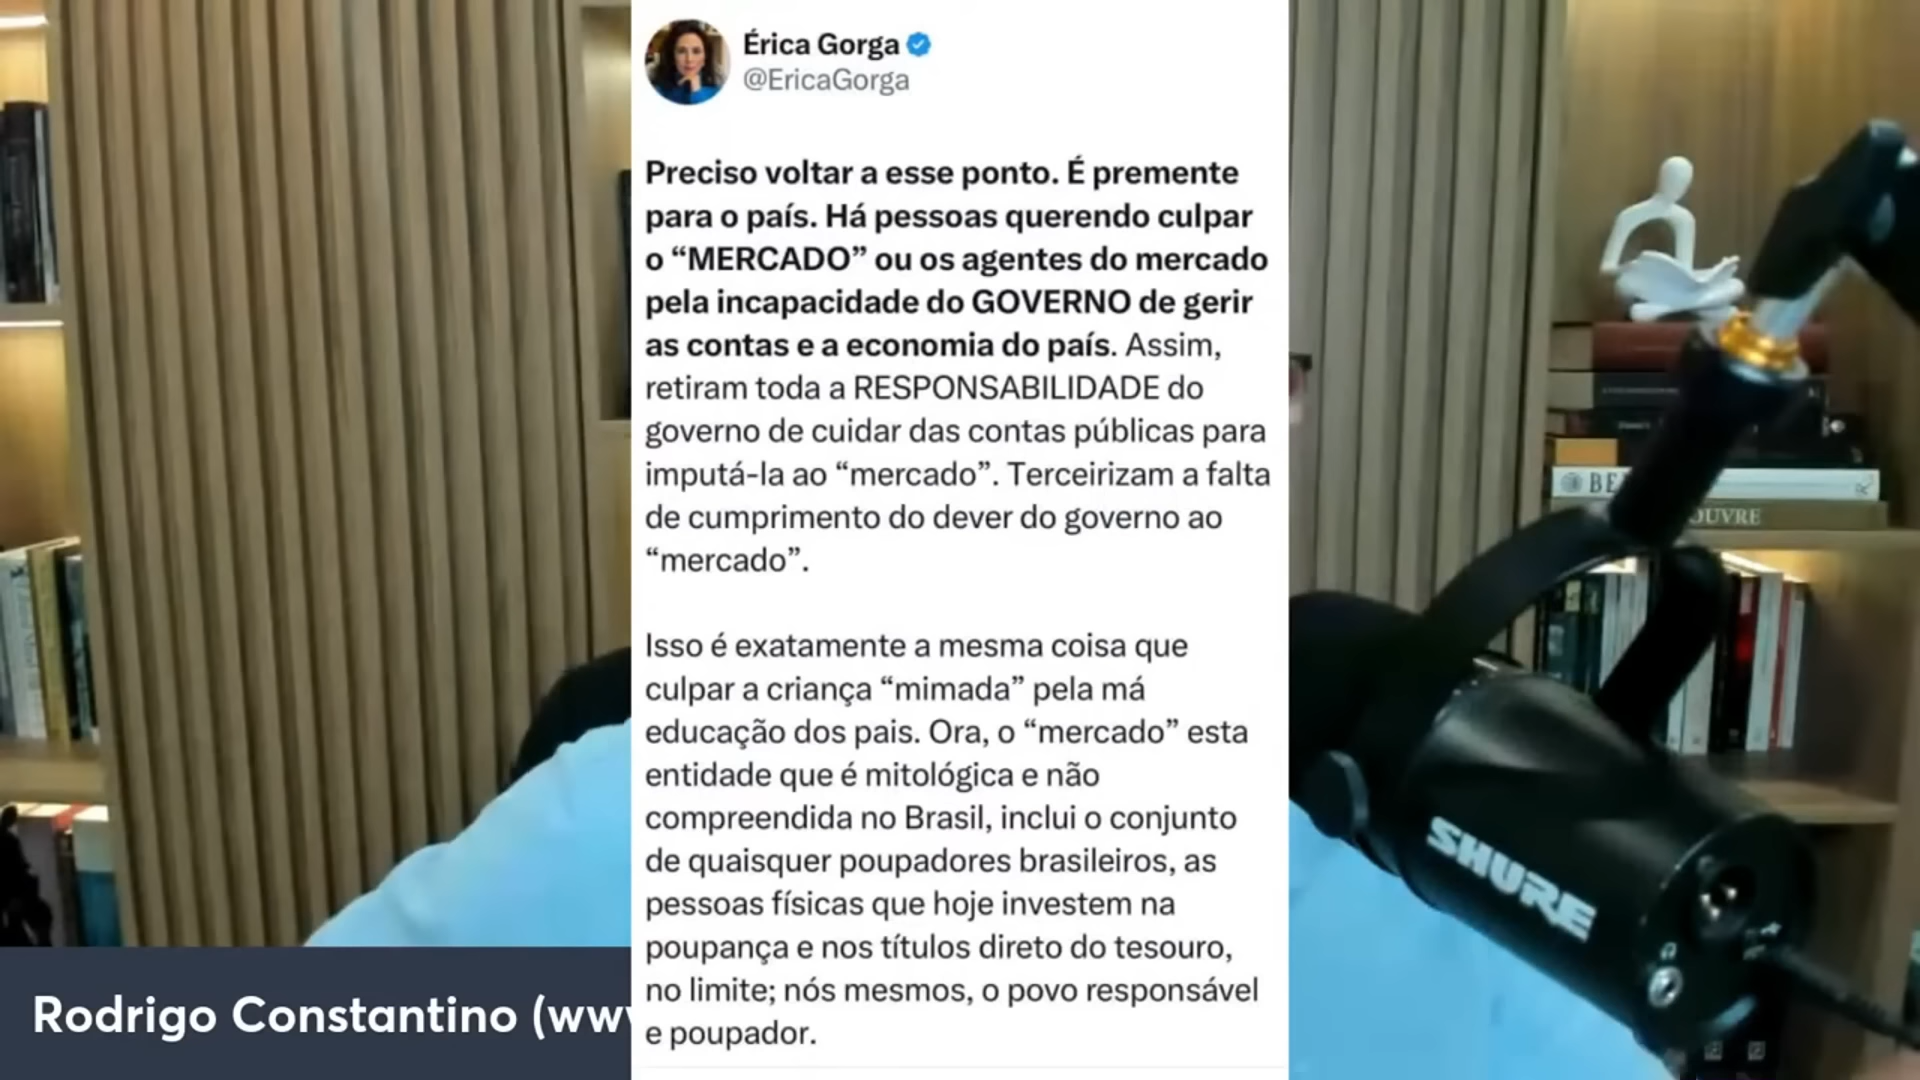 Érica Gorga
@EricaGorga
Preciso voltar a esse ponto. É premente
para o país. Há pessoas querendo culpar
o “MERCADO” ou os agentes do mercado
pela incapacidade do GOVERNO de gerir
as contas e a economia do país. Assim,
retiram toda a RESPONSABILIDADE do
governo de cuidar das contas públicas para
imputá-la ao “mercado”. Terceirizam a falta
de cumprimento do dever do governo ao
“mercado”.
Isso é exatamente a mesma coisa que
culpar a criança “mimada” pela má
educação dos pais. Ora, o “mercado” esta
entidade que é mitológica e não
compreendida no Brasil, inclui o conjunto
de quaisquer poupadores brasileiros, as
pessoas físicas que hoje investem na
poupança e nos títulos direto do tesouro,
no limite; nós mesmos, o povo responsável
e poupador.
Rodrigo Constantino (www
SHURE